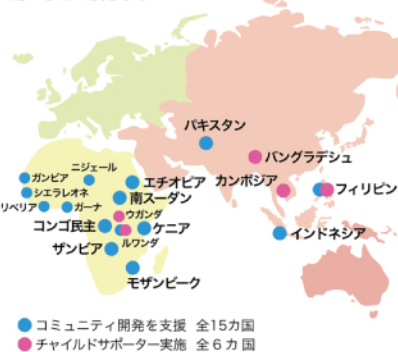 パキスタン
バングラデシュ
カンボジア
フィリピン
インドネシア
ニジェール
ガンビア
エチオピア
シエラレオネ
南スーダン
リベリア
ガーナ
ウガンダ
コンゴ民主
ケニア
ルワンダ
ザンビア
モザンビーク
コミュニティ開発を支援 全15カ国
チャイルドサポーター実施 全6カ国